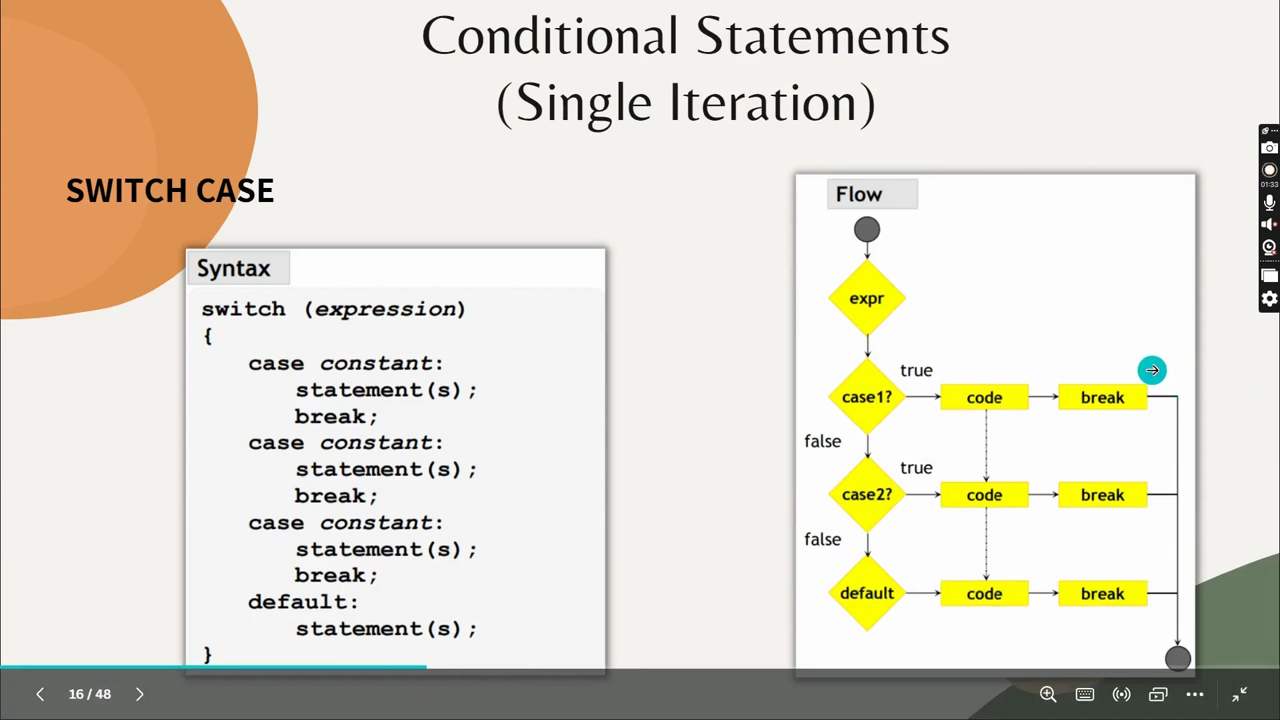 Conditional Statements
(Single Iteration)
SWITCH CASE
Syntax
switch (expression)
{
case constant:
statement(s);
break;
case constant:
statement(s);
break;
case constant:
statement(s);
break;
default:
statement(s);
}
Flow
expr
true
case1?
code
break
false
true
case2?
code
break
false
default
code
break
01:33
16 / 48